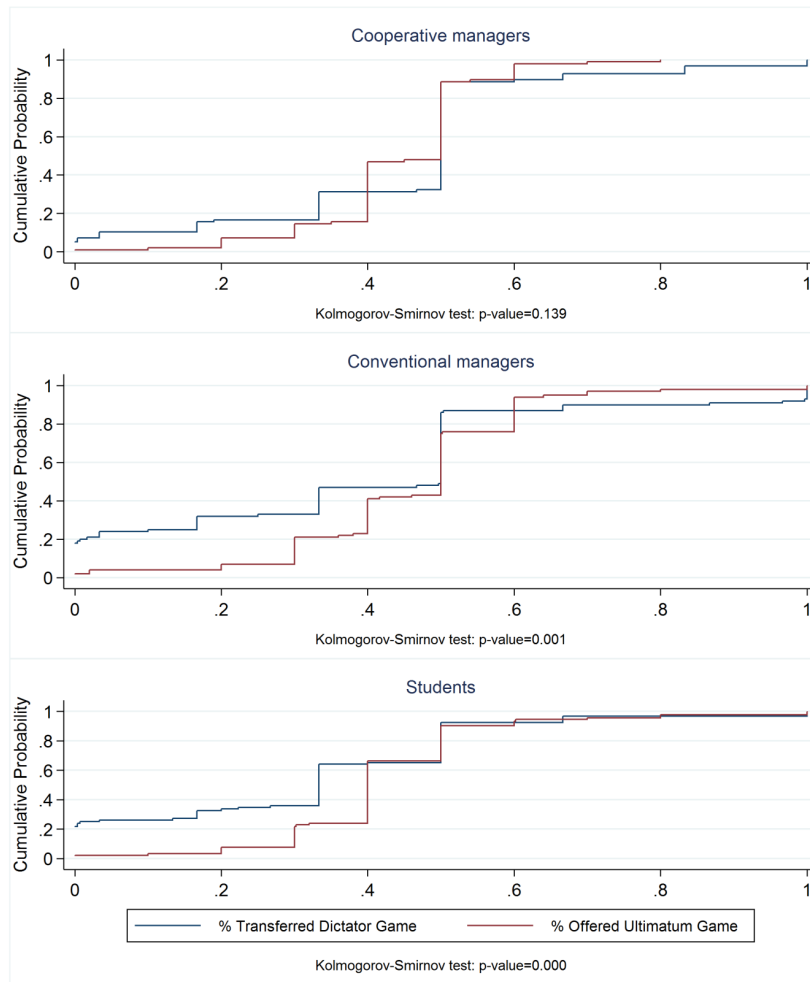 Cooperative managers
Cumulative Probability
1
.8
.6
.4
.2
0
0 .2 .4 .6 .8 1
Kolmogorov-Smirnov test: p-value=0.139
Conventional managers
Cumulative Probability
1
.8
.6
.4
.2
0
0 .2 .4 .6 .8 1
Kolmogorov-Smirnov test: p-value=0.001
Students
Cumulative Probability
1
.8
.6
.4
.2
0
0 .2 .4 .6 .8 1
% Transferred Dictator Game % Offered Ultimatum Game
Kolmogorov-Smirnov test: p-value=0.000